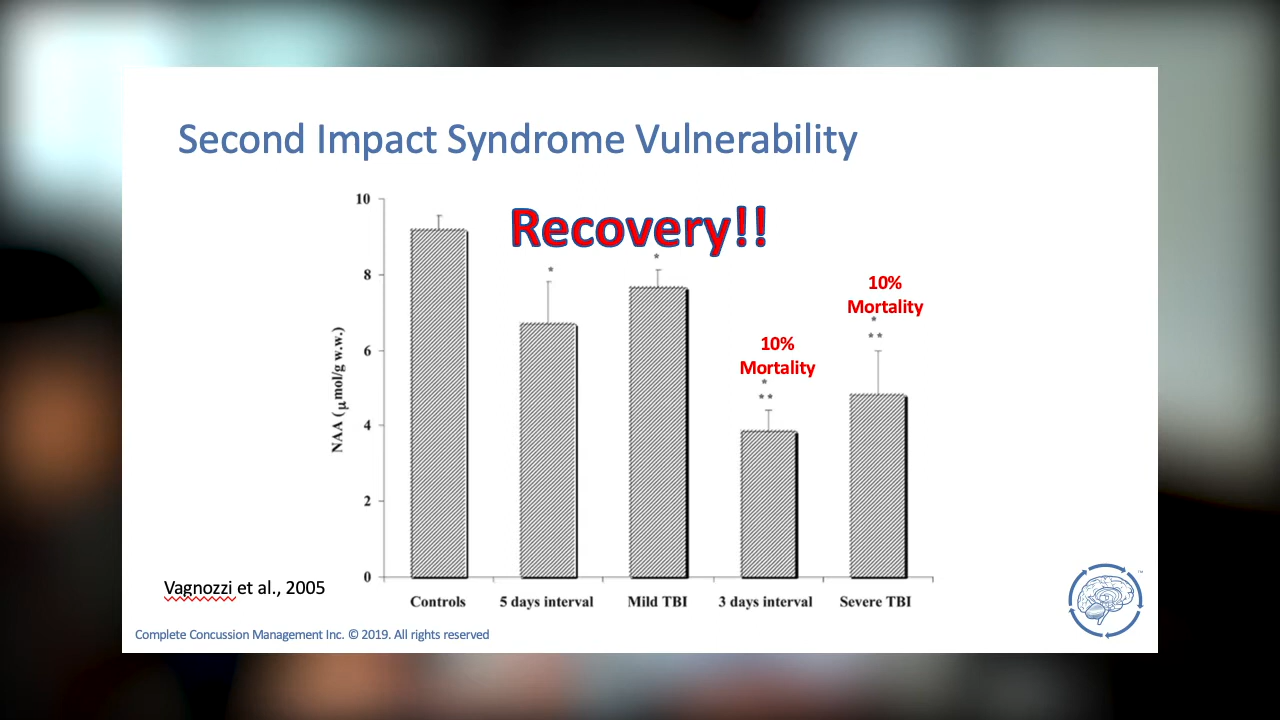 Second Impact Syndrome Vulnerability
Recovery!!
10
8
6
4
2
0
NAA (μmol/g w.w.)
*
*
10%
Mortality
*
**
10%
Mortality
*
**
Controls
5 days interval
Mild TBI
3 days interval
Severe TBI
Vagnozzi et al., 2005
Complete Concussion Management Inc. © 2019. All rights reserved
™